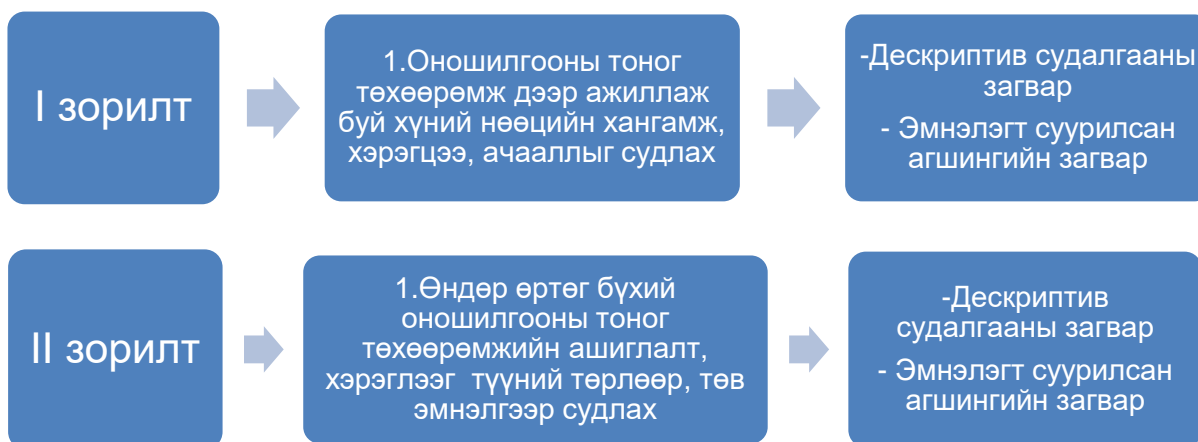 I зорилт
1.Оношилгооны тоног
төхөөрөмж дээр ажиллаж
буй хүний нөөцийн хангамж,
хэрэгцээ, ачааллыг судлах
-Дескриптив судалгааны
загвар
- Эмнэлэгт суурилсан
агшингийн загвар
II зорилт
1.Өндөр өртөг бүхий
оношилгооны тоног
төхөөрөмжийн ашиглалт,
хэрэглээг түүний төрлөөр, төв
эмнэлгээр судлах
-Дескриптив
судалгааны загвар
- Эмнэлэгт суурилсан
агшингийн загвар